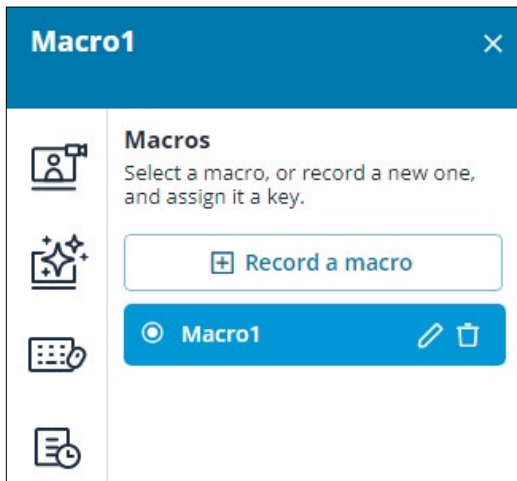 Macro1
Macros
Select a macro, or record a new one,
and assign it a key.
Record a macro
Macro1